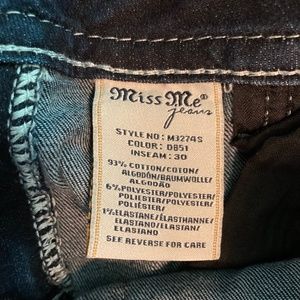 Miss Me®
jeans
STYLE NO: M3274S
COLOR: D851
INSEAM: 30
93% COTTON/COTON/
ALGODÓN/BAUMWOLLE/
ALGODÃO
6% POLYESTER/POLYESTER/
POLIÉSTER/POLYESTER/
POLIÉSTER/
1% ELASTANE/ÉLASTHANNE/
ELASTANO/ELASTAN/
ELASTANO
SEE REVERSE FOR CARE